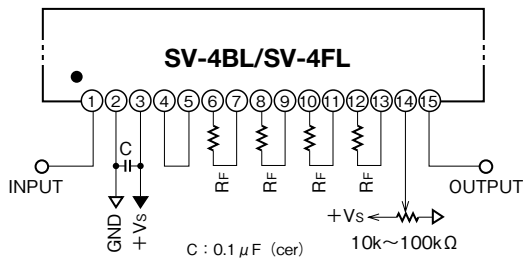 SV-4BL/SV-4FL
1 2 3 4 5 6 7 8 9 10 11 12 13 14 15
C
INPUT
GND
+Vs
RF
RF
RF
RF
OUTPUT
+Vs
10k～100kΩ
C：0.1μF (cer)